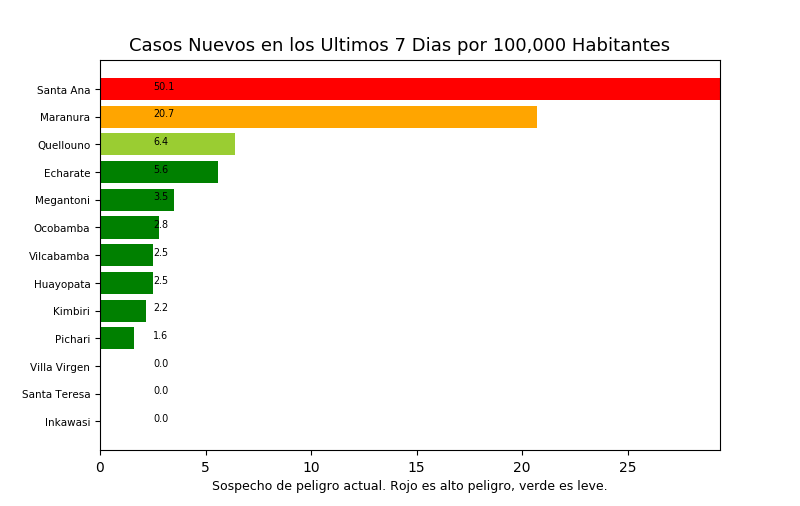 Casos Nuevos en los Ultimos 7 Dias por 100,000 Habitantes
Santa Ana 50.1
Maranura 20.7
Quellouno 6.4
Echarate 5.6
Megantoni 3.5
Ocobamba 2.8
Vilcabamba 2.5
Huayopata 2.5
Kimbiri 2.2
Pichari 1.6
Villa Virgen 0.0
Santa Teresa 0.0
Inkawasi 0.0
0 5 10 15 20 25
Sospecho de peligro actual. Rojo es alto peligro, verde es leve.